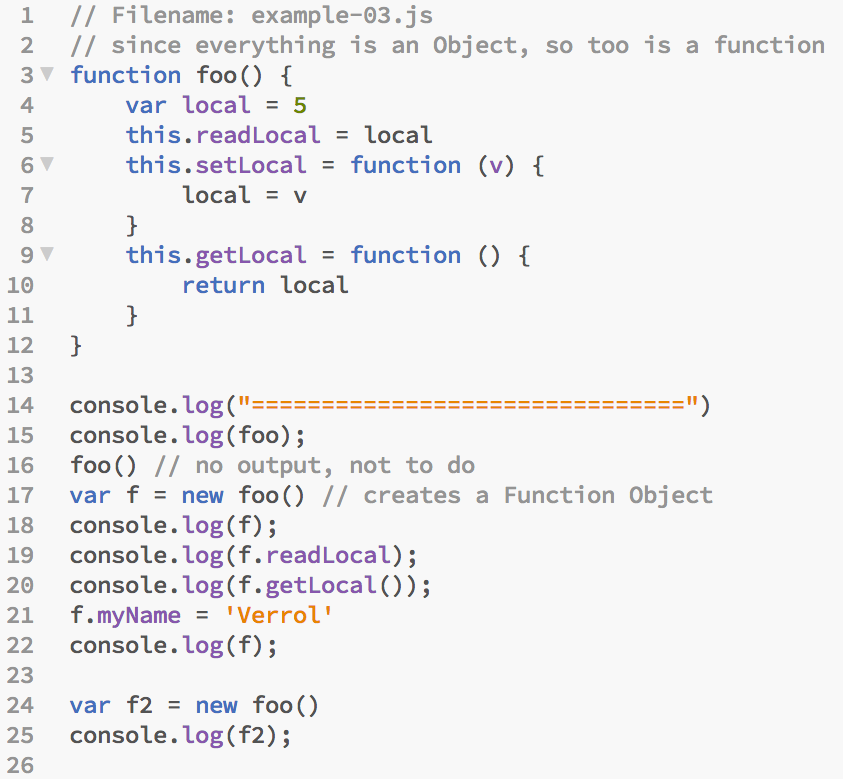 1 // Filename: example-03.js
2 // since everything is an Object, so too is a function
3 function foo() {
4     var local = 5
5     this.readLocal = local
6     this.setLocal = function (v) {
7         local = v
8     }
9     this.getLocal = function () {
10         return local
11     }
12 }
13
14 console.log("===============================")
15 console.log(foo);
16 foo() // no output, not to do
17 var f = new foo() // creates a Function Object
18 console.log(f);
19 console.log(f.readLocal);
20 console.log(f.getLocal());
21 f.myName = 'Verrol'
22 console.log(f);
23
24 var f2 = new foo()
25 console.log(f2);
26